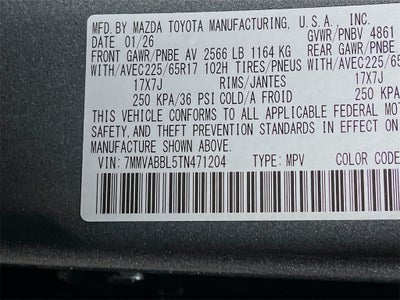 MFD. BY MAZDA TOYOTA MANUFACTURING, U.S.A., INC.
DATE 01/26 GVWR/PNBV 4861
FRONT GAWR/PNBE AV 2566 LB 1164 KG REAR GAWR/PNBE
WITH/AVEC225/65R17 102H TIRES/PNEUS WITH/AVEC225/65
17X7J RIMS/JANTES 17X7J
250 KPA/36 PSI COLD/A FROID 250 KPA/
THIS VEHICLE CONFORMS TO ALL APPLICABLE FEDERAL MOTOR
SAFETY,AND THEFT PREVENTION STANDARDS IN EFFECT ON
MANUFACTURE SHOWN ABOVE.
VIN: 7MMVABBL5TN471204 TYPE: MPV COLOR CODE